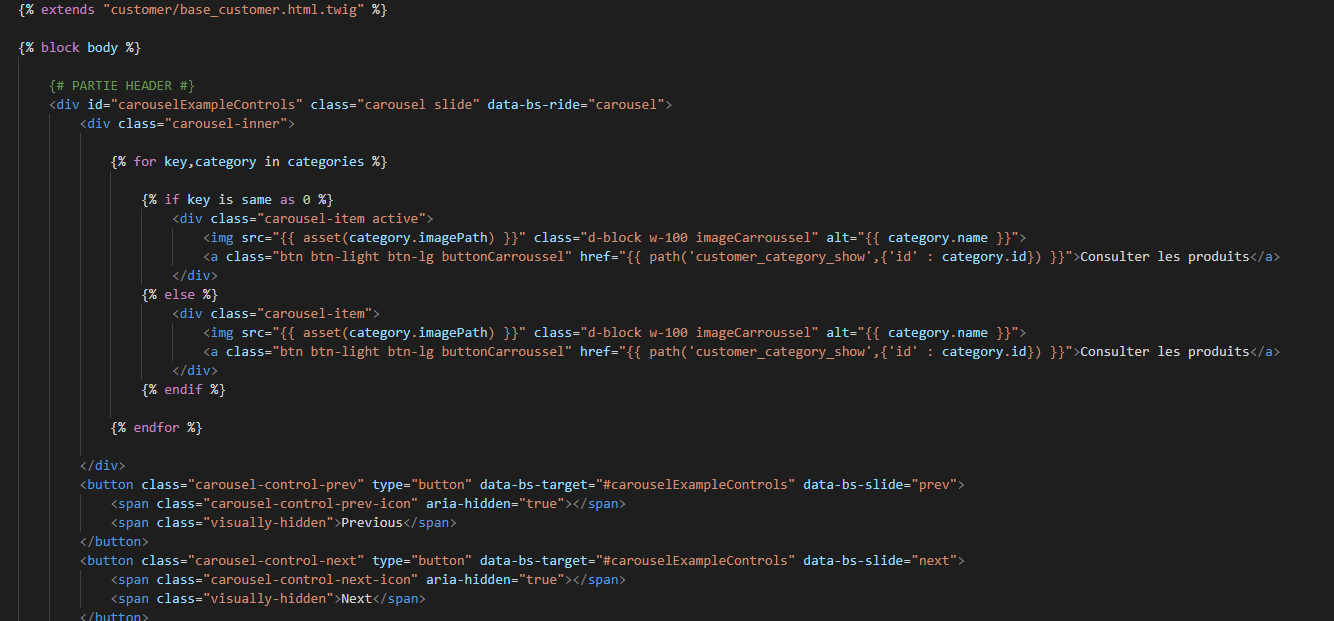 {% extends "customer/base_customer.html.twig" %}
{% block body %}
{# PARTIE HEADER #}
<div id="carouselExampleControls" class="carousel slide" data-bs-ride="carousel">
<div class="carousel-inner">
{% for key,category in categories %}
{% if key is same as 0 %}
<div class="carousel-item active">
<img src="{{ asset(category.imagePath) }}" class="d-block w-100 imageCarroussel" alt="{{ category.name }}">
<a class="btn btn-light btn-lg buttonCarroussel" href="{{ path('customer_category_show',{'id' : category.id}) }}">Consulter les produits</a>
</div>
{% else %}
<div class="carousel-item">
<img src="{{ asset(category.imagePath) }}" class="d-block w-100 imageCarroussel" alt="{{ category.name }}">
<a class="btn btn-light btn-lg buttonCarroussel" href="{{ path('customer_category_show',{'id' : category.id}) }}">Consulter les produits</a>
</div>
{% endif %}
{% endfor %}
</div>
<button class="carousel-control-prev" type="button" data-bs-target="#carouselExampleControls" data-bs-slide="prev">
<span class="carousel-control-prev-icon" aria-hidden="true"></span>
<span class="visually-hidden">Previous</span>
</button>
<button class="carousel-control-next" type="button" data-bs-target="#carouselExampleControls" data-bs-slide="next">
<span class="carousel-control-next-icon" aria-hidden="true"></span>
<span class="visually-hidden">Next</span>
</button>